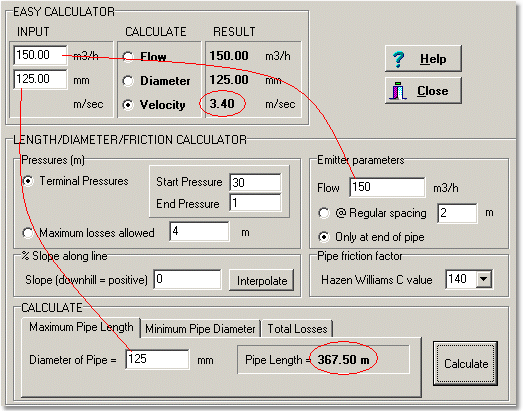 EASY CALCULATOR
INPUT CALCULATE RESULT
150.00 m3/h Flow 150.00 m3/h
125.00 mm Diameter 125.00 mm
m/sec Velocity 3.40 m/sec
? Help
Close
LENGTH/DIAMETER/FRICTION CALCULATOR
Pressures (m)
Terminal Pressures
Start Pressure 30
End Pressure 1
Maximum losses allowed 4 m
Emitter parameters
Flow 150 m3/h
@ Regular spacing 2 m
Only at end of pipe
% Slope along line
Slope (downhill = positive) 0 Interpolate
Pipe friction factor
Hazen Williams C value 140
CALCULATE
Maximum Pipe Length Minimum Pipe Diameter Total Losses
Diameter of Pipe = 125 mm Pipe Length = 367.50 m
Calculate